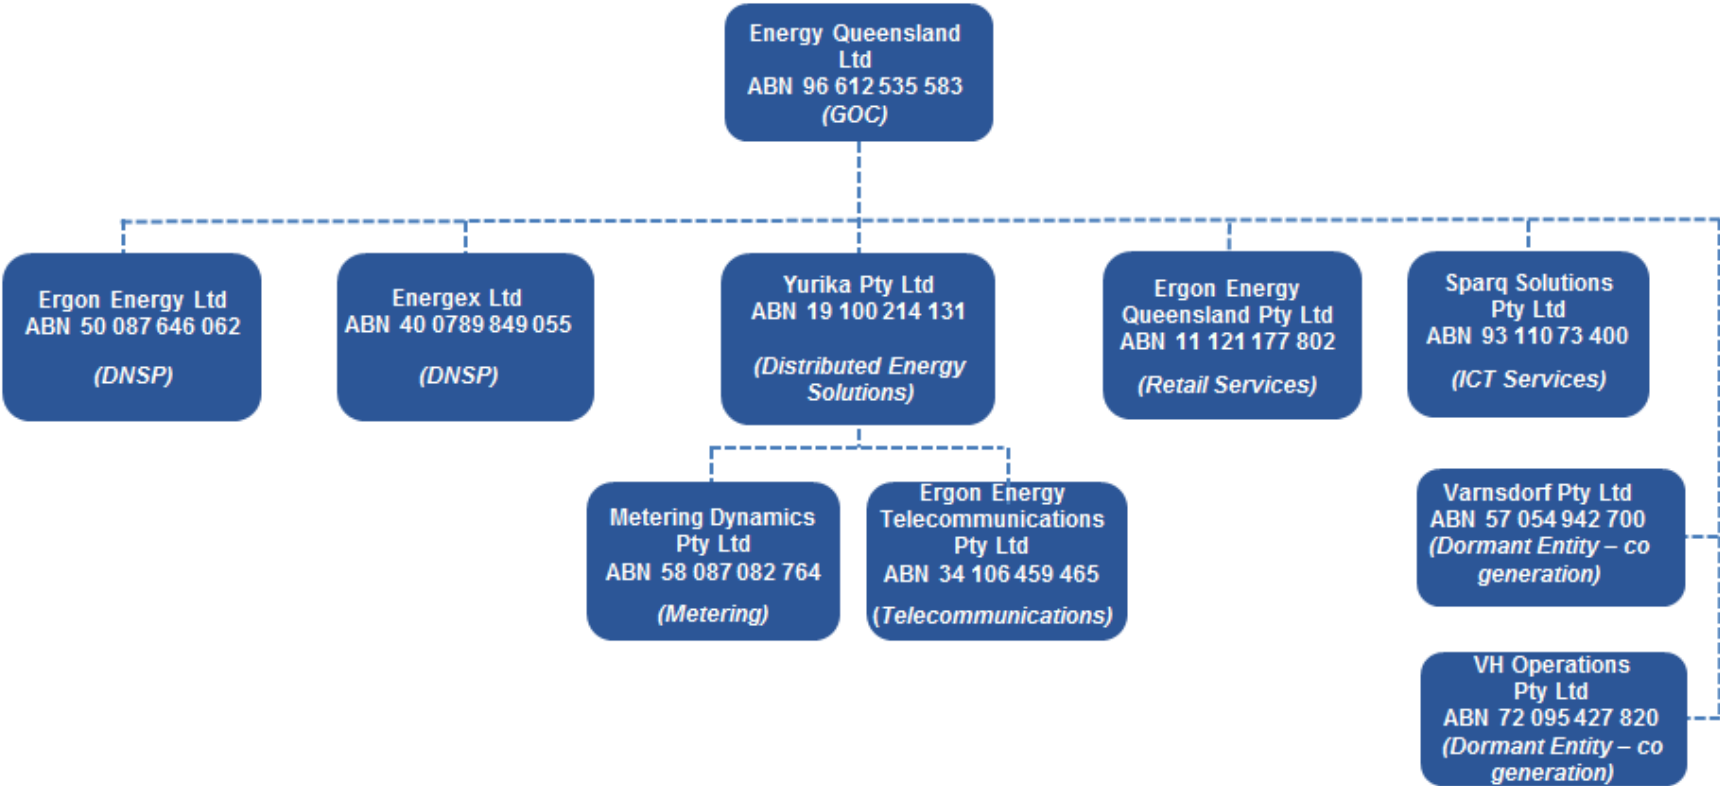 Energy Queensland
Ltd
ABN 96 612 535 583
(GOC)
Ergon Energy Ltd
ABN 50 087 646 062
(DNSP)
Energex Ltd
ABN 40 0789 849 055
(DNSP)
Yurika Pty Ltd
ABN 19 100 214 131
(Distributed Energy
Solutions)
Ergon Energy
Queensland Pty Ltd
ABN 11 121 177 802
(Retail Services)
Sparq Solutions
Pty Ltd
ABN 93 110 73 400
(ICT Services)
Metering Dynamics
Pty Ltd
ABN 58 087 082 764
(Metering)
Ergon Energy
Telecommunications
Pty Ltd
ABN 34 106 459 465
(Telecommunications)
Varnsdorf Pty Ltd
ABN 57 054 942 700
(Dormant Entity – co
generation)
VH Operations
Pty Ltd
ABN 72 095 427 820
(Dormant Entity – co
generation)